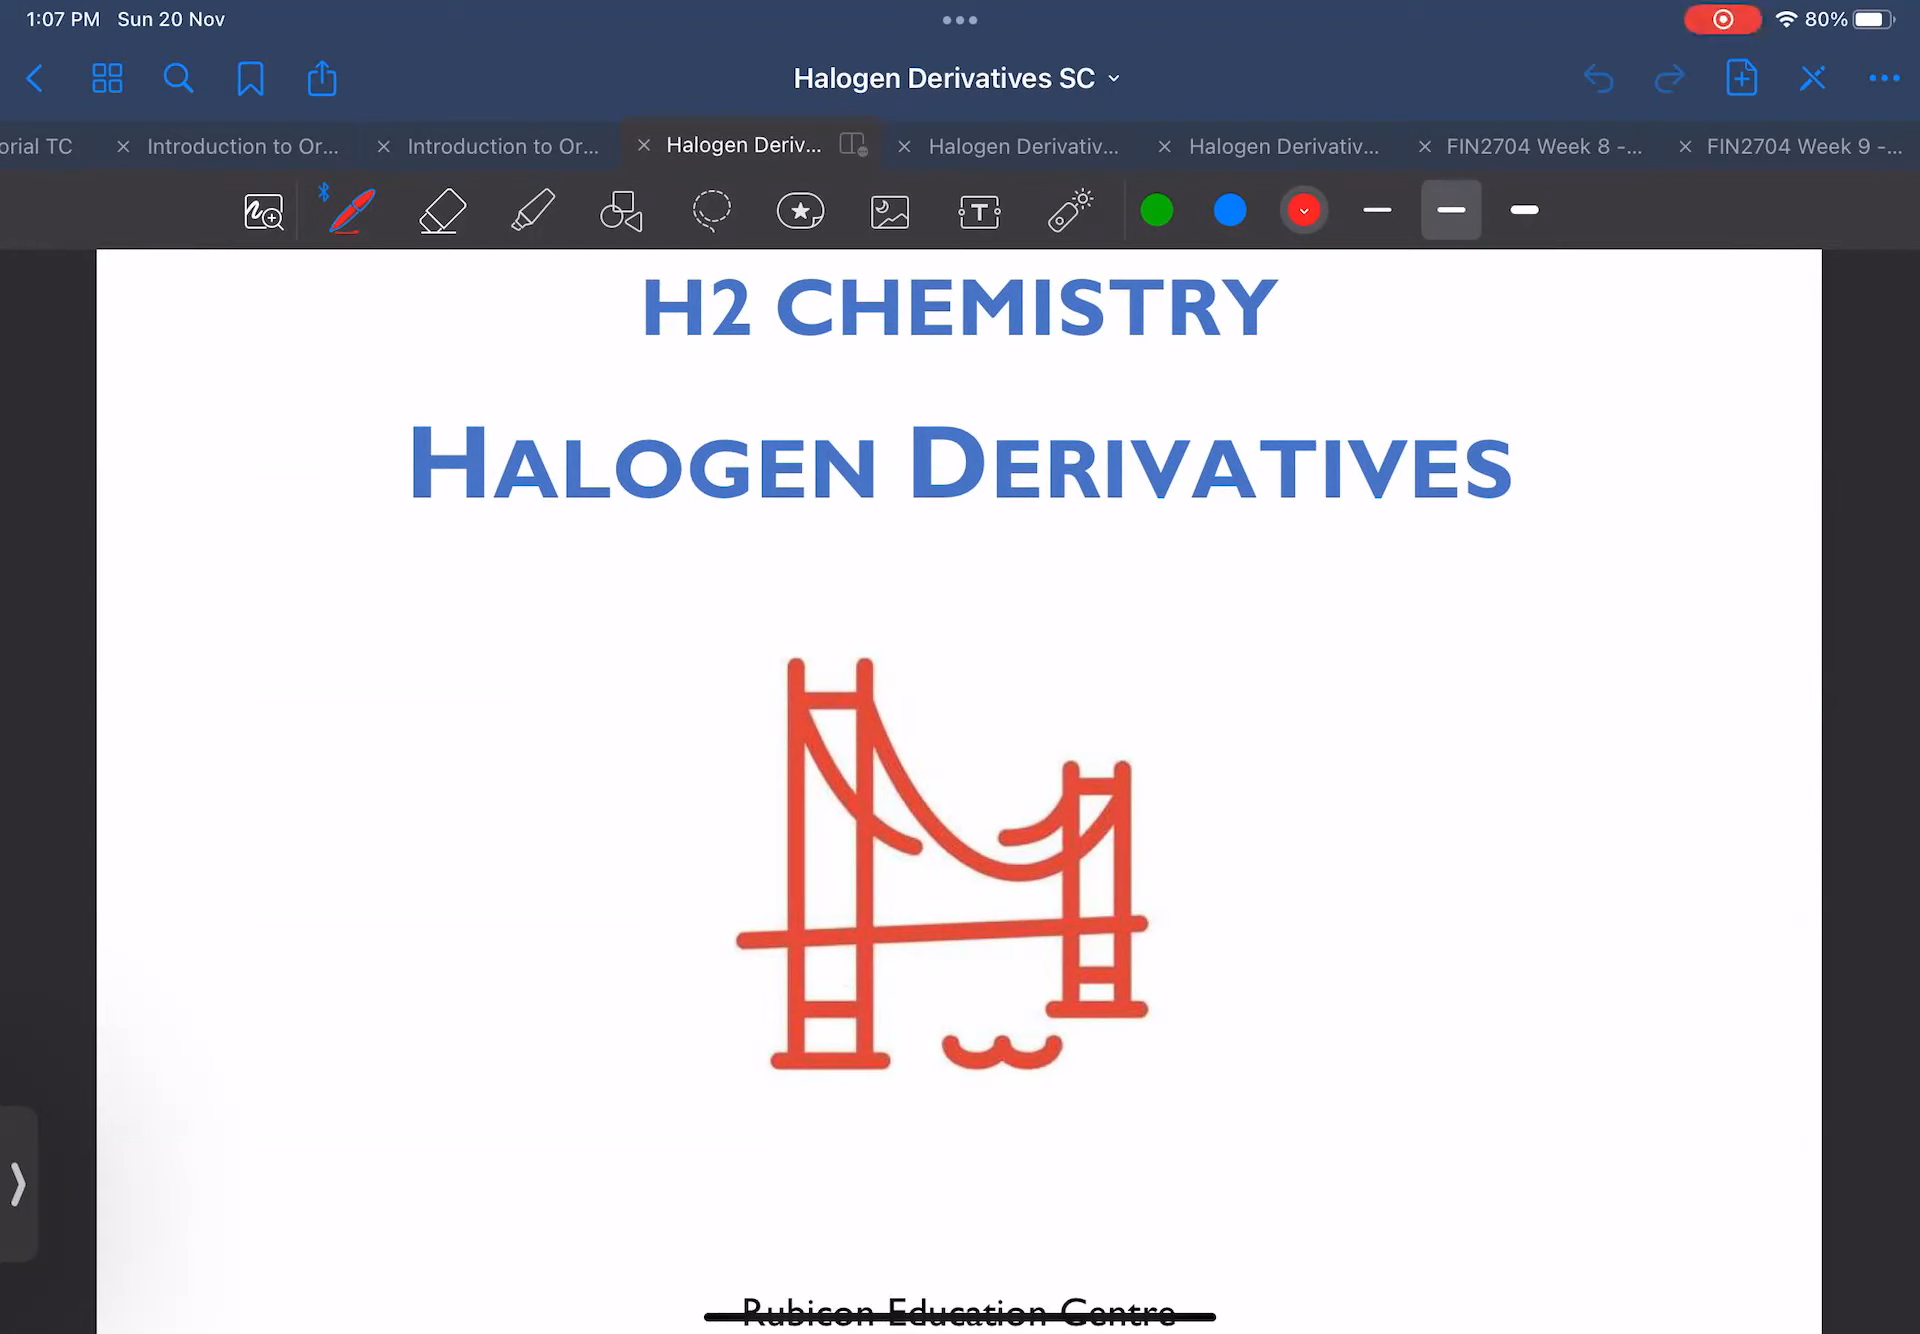 1:07 PM Sun 20 Nov
80%
Halogen Derivatives SC
orial TC
Introduction to Or...
Introduction to Or...
Halogen Deriv...
Halogen Derivativ...
Halogen Derivativ...
FIN2704 Week 8 -...
FIN2704 Week 9 -...
T
H2 CHEMISTRY
HALOGEN DERIVATIVES
Rubicon Education Centre